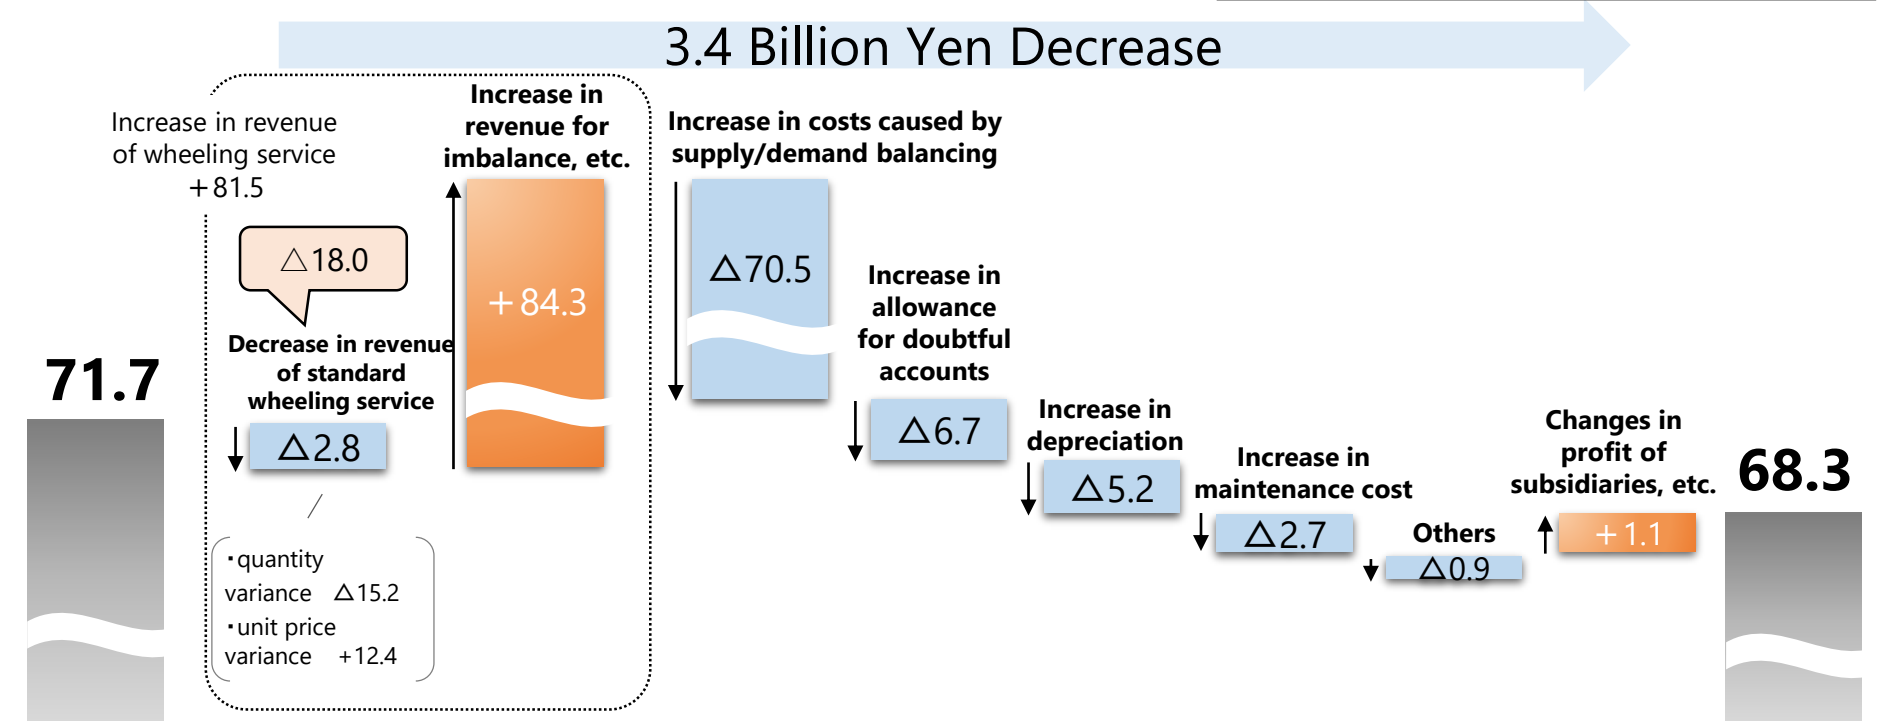 3.4 Billion Yen Decrease
Increase in revenue
of wheeling service
+81.5
△18.0
Decrease in revenue
of standard
wheeling service
△2.8
・quantity
variance △15.2
・unit price
variance +12.4
Increase in
revenue for
imbalance, etc.
+84.3
Increase in costs caused by
supply/demand balancing
△70.5
Increase in
allowance
for doubtful
accounts
△6.7
Increase in
depreciation
△5.2
Increase in
maintenance cost
△2.7
Others
△0.9
Changes in
profit of
subsidiaries, etc.
+1.1
71.7
68.3